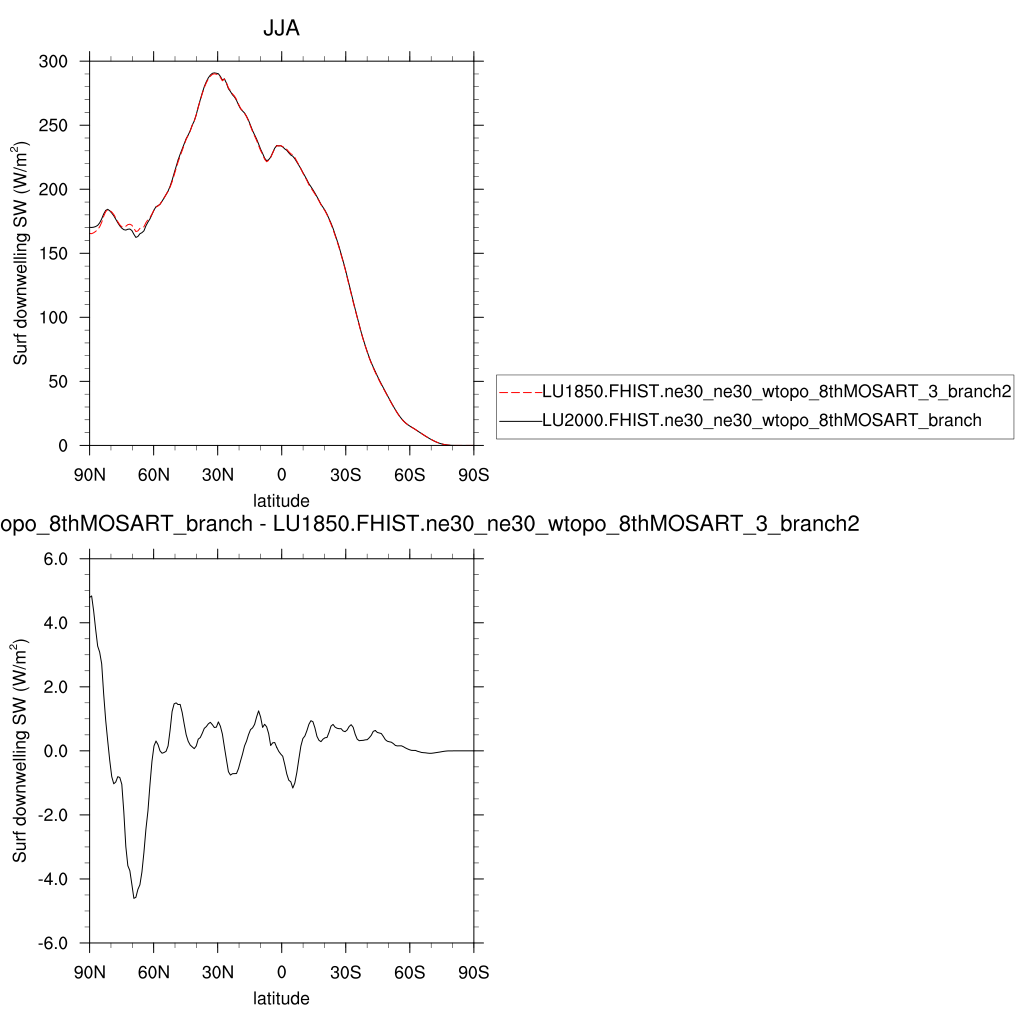 JJA
300
250
200
150
100
50
0
Surf downwelling SW (W/m²)
90N 60N 30N 0 30S 60S 90S
latitude
LU1850.FHIST.ne30_ne30_wtopo_8thMOSART_3_branch2
LU2000.FHIST.ne30_ne30_wtopo_8thMOSART_branch
opo_8thMOSART_branch - LU1850.FHIST.ne30_ne30_wtopo_8thMOSART_3_branch2
6.0
4.0
2.0
0.0
-2.0
-4.0
-6.0
Surf downwelling SW (W/m²)
90N 60N 30N 0 30S 60S 90S
latitude